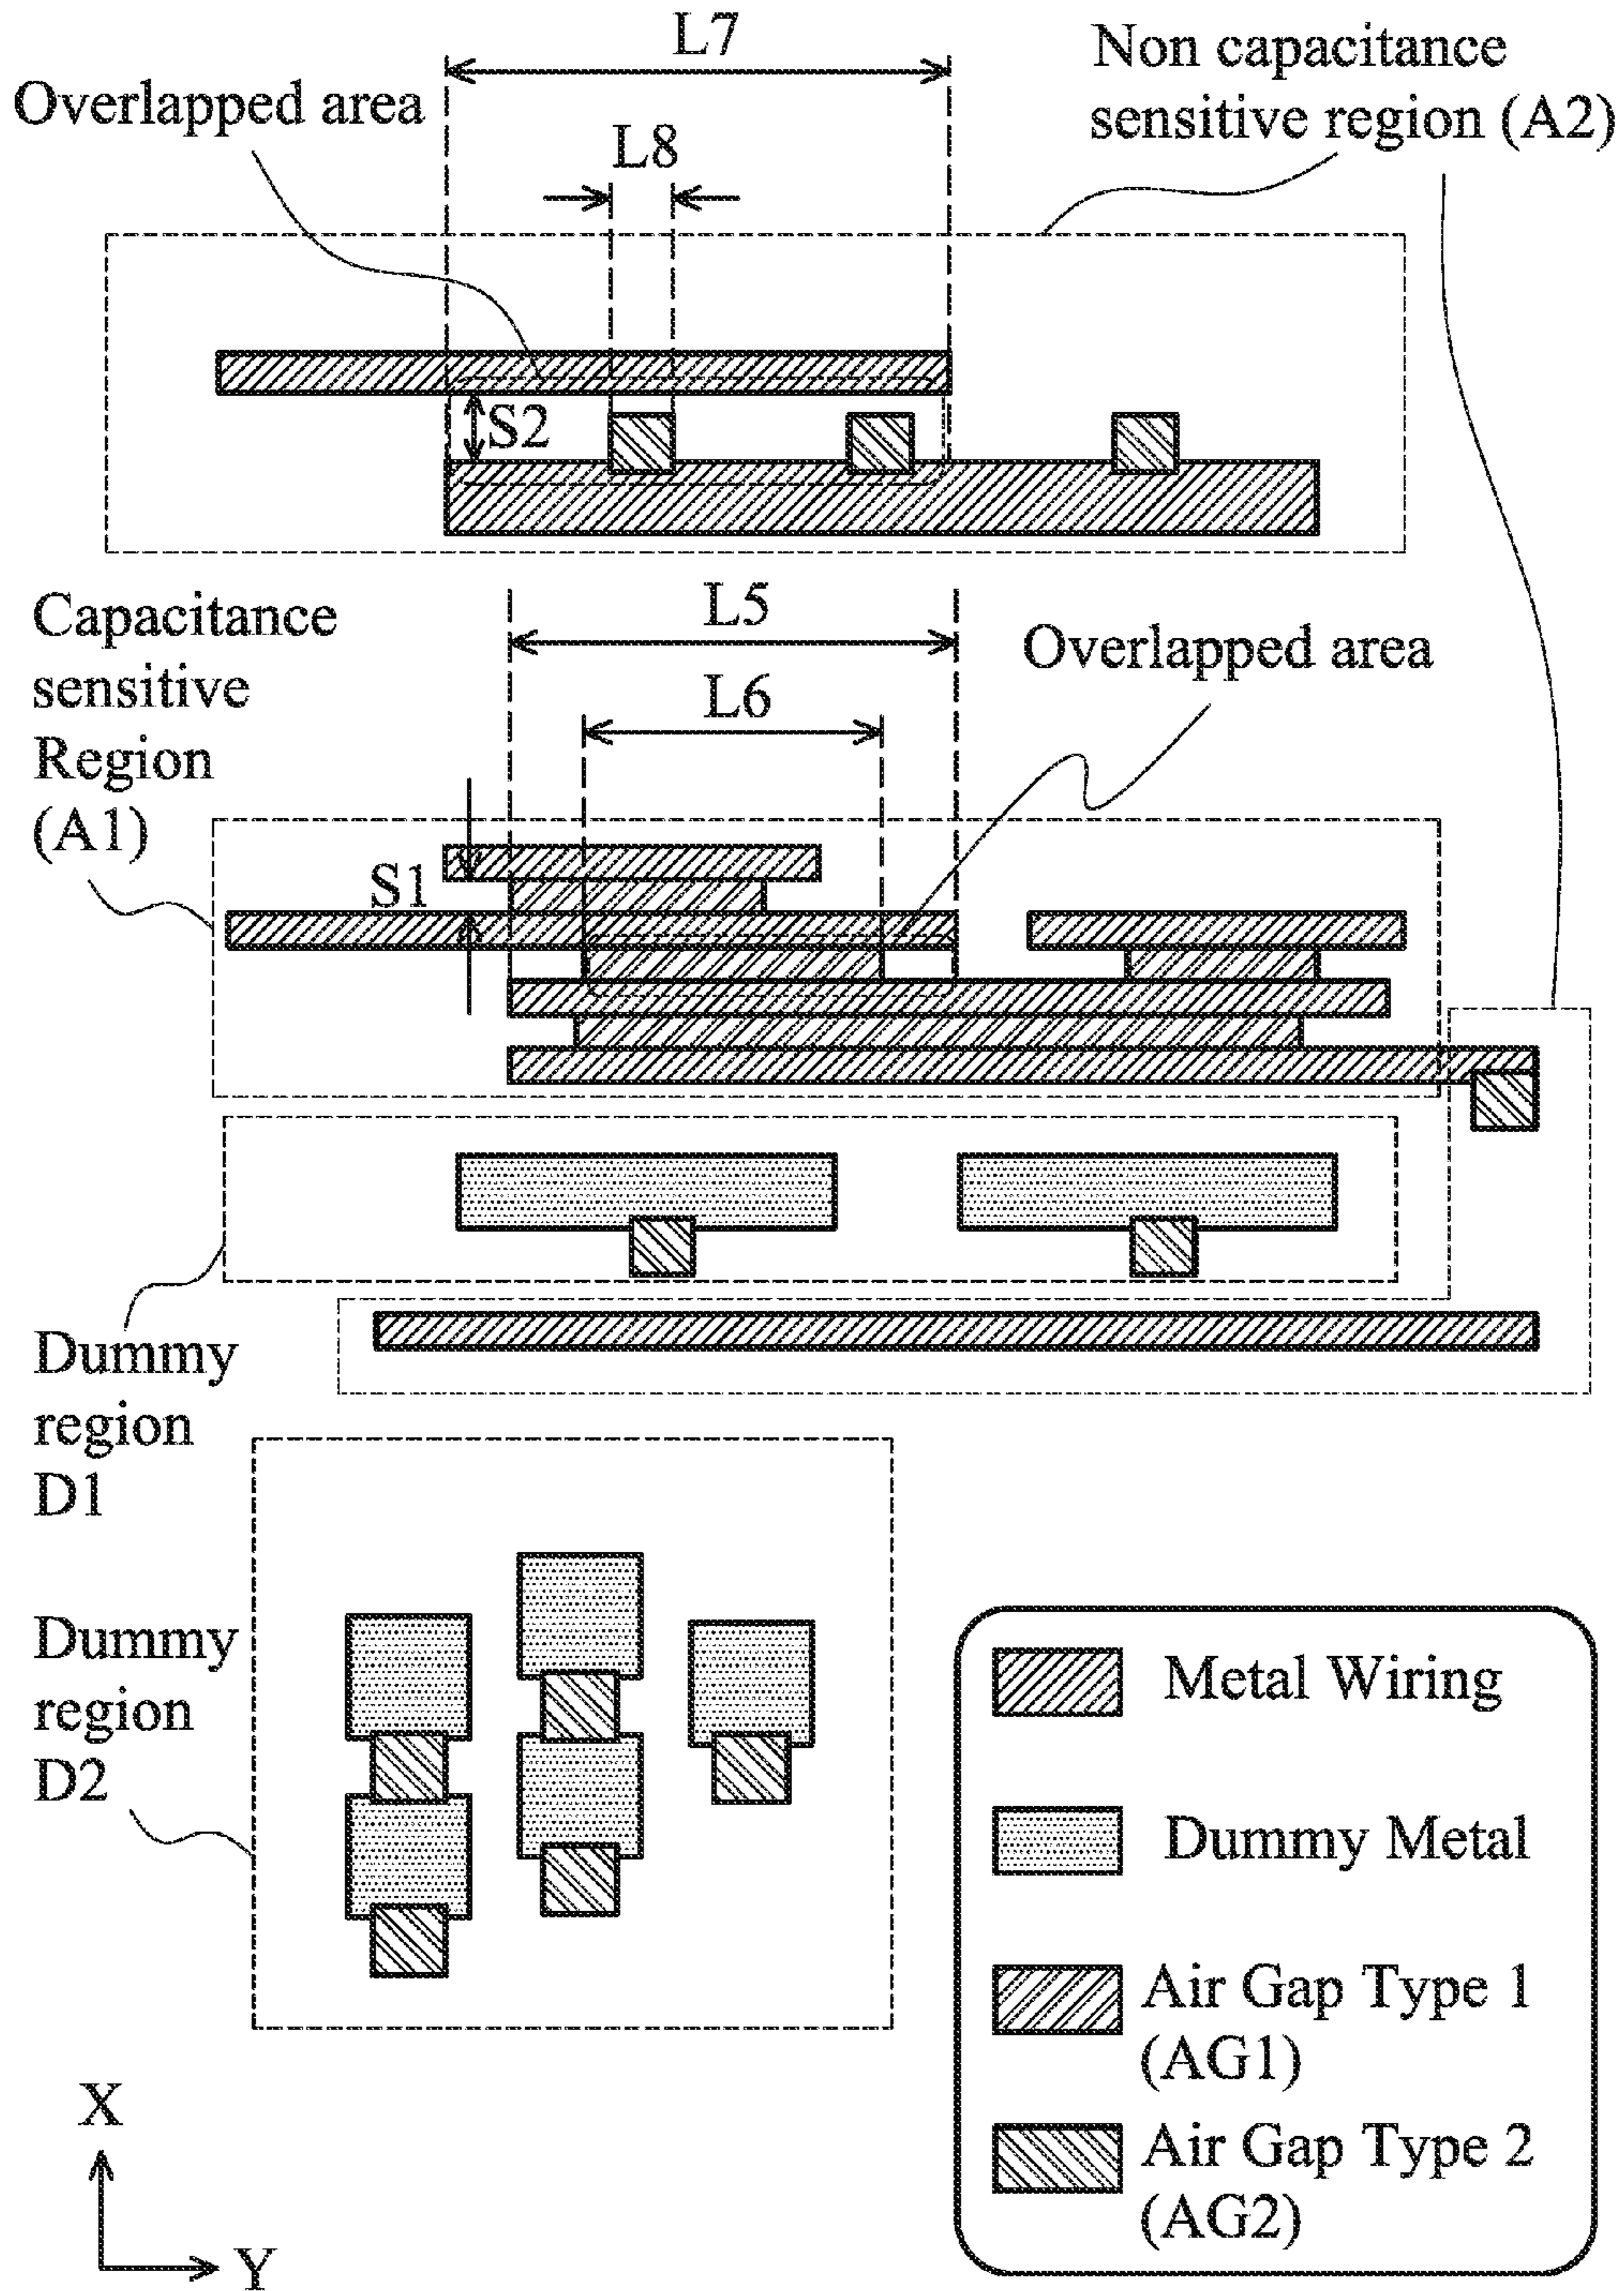 L7
Overlapped area
Non capacitance
sensitive region (A2)
L8
S2
Capacitance
sensitive
Region
(A1)
L5
L6
Overlapped area
S1
Dummy
region
D1
Dummy
region
D2
Metal Wiring
Dummy Metal
Air Gap Type 1
(AG1)
Air Gap Type 2
(AG2)
X
Y